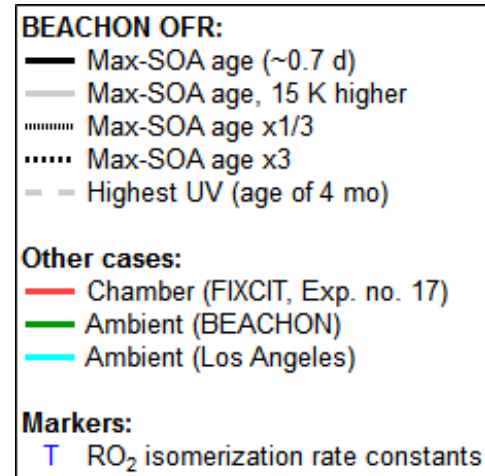 BEACHON OFR:
Max-SOA age (~0.7 d)
Max-SOA age, 15 K higher
Max-SOA age x1/3
Max-SOA age x3
Highest UV (age of 4 mo)
Other cases:
Chamber (FIXCIT, Exp. no. 17)
Ambient (BEACHON)
Ambient (Los Angeles)
Markers:
T RO₂ isomerization rate constants